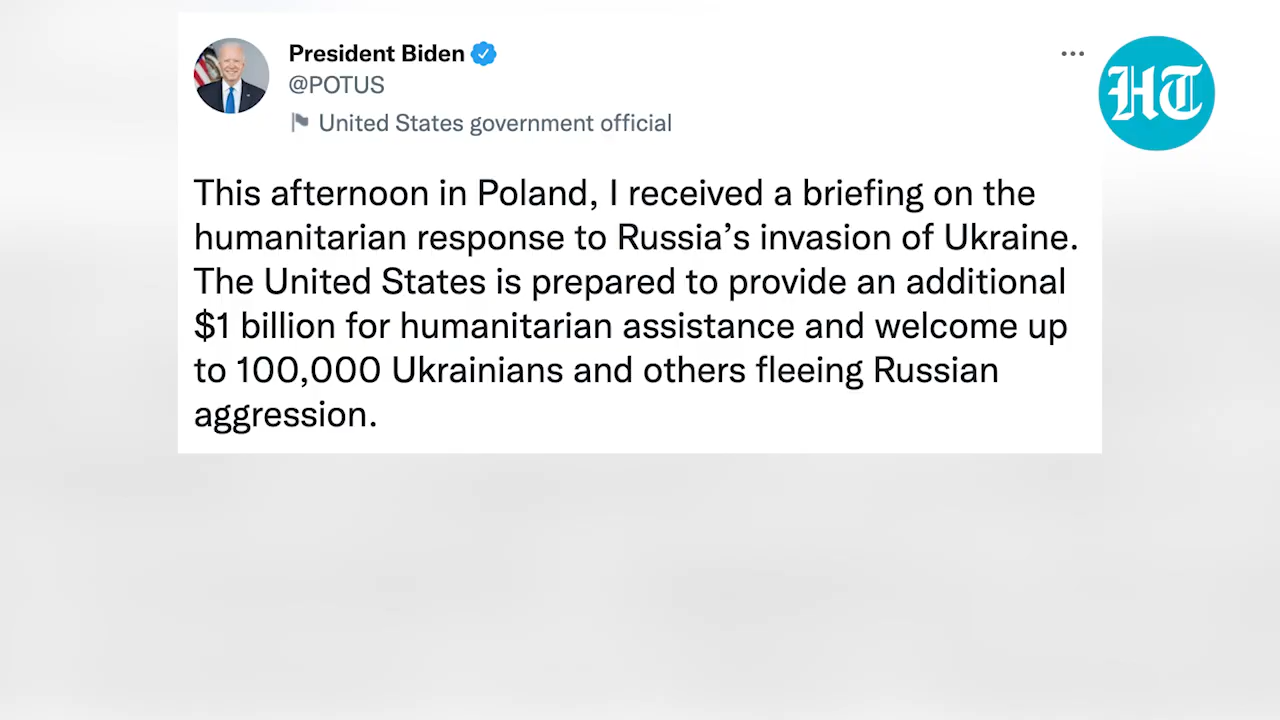 President Biden
@POTUS
United States government official
HT
This afternoon in Poland, I received a briefing on the
humanitarian response to Russia’s invasion of Ukraine.
The United States is prepared to provide an additional
$1 billion for humanitarian assistance and welcome up
to 100,000 Ukrainians and others fleeing Russian
aggression.